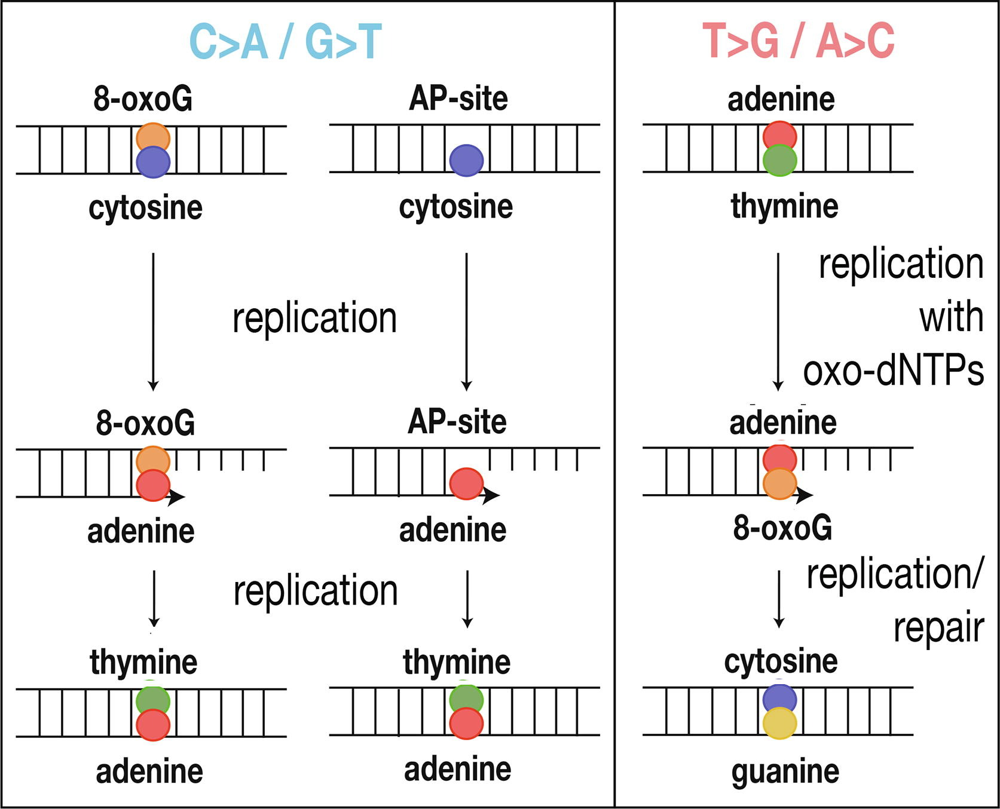 C>A / G>T
8-oxoG
cytosine
AP-site
cytosine
replication
8-oxoG
adenine
AP-site
adenine
replication
thymine
adenine
thymine
adenine
T>G / A>C
adenine
thymine
replication
with
oxo-dNTPs
adenine
8-oxoG
replication/
repair
cytosine
guanine